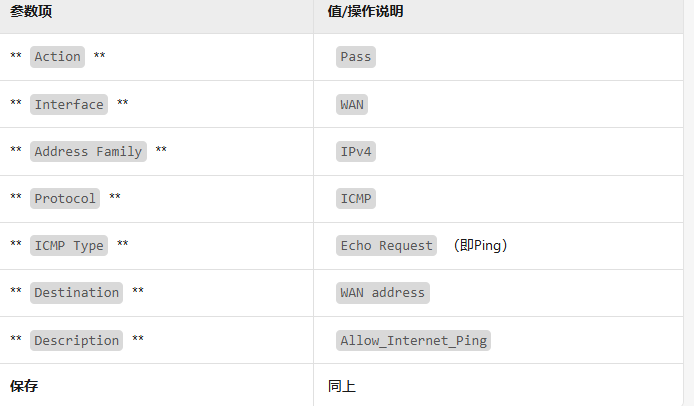 参数项 值/操作说明
** Action ** Pass
** Interface ** WAN
** Address Family ** IPv4
** Protocol ** ICMP
** ICMP Type ** Echo Request （即Ping）
** Destination ** WAN address
** Description ** Allow_Internet_Ping
保存 同上